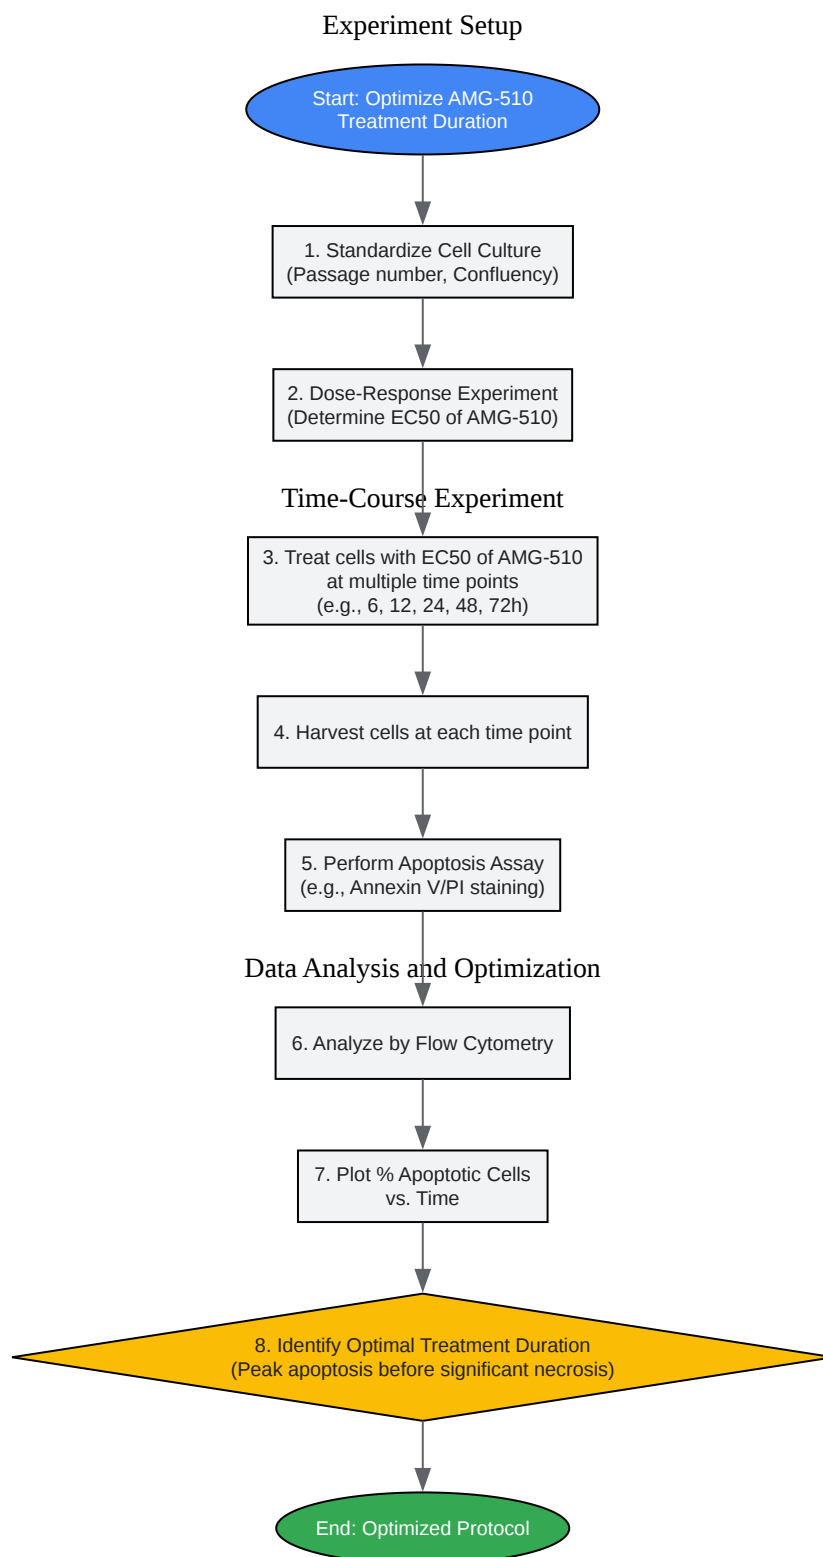 Experiment Setup
Start: Optimize AMG-510
Treatment Duration
1. Standardize Cell Culture
(Passage number, Confluency)
2. Dose-Response Experiment
(Determine EC50 of AMG-510)
Time-Course Experiment
3. Treat cells with EC50 of AMG-510
at multiple time points
(e.g., 6, 12, 24, 48, 72h)
4. Harvest cells at each time point
5. Perform Apoptosis Assay
(e.g., Annexin V/PI staining)
Data Analysis and Optimization
6. Analyze by Flow Cytometry
7. Plot % Apoptotic Cells
vs. Time
8. Identify Optimal Treatment Duration
(Peak apoptosis before significant necrosis)
End: Optimized Protocol